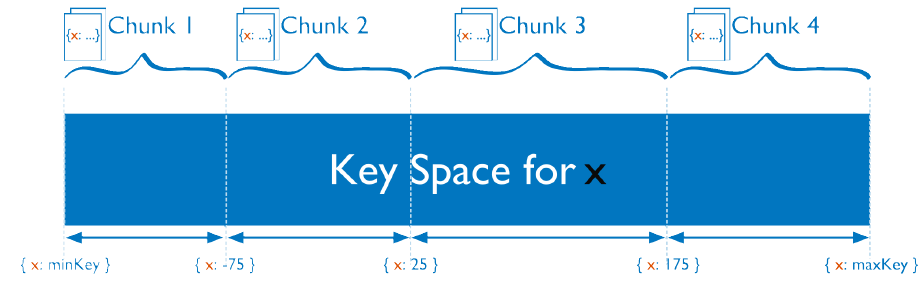 {x: ...} Chunk 1
{x: ...} Chunk 2
{x: ...} Chunk 3
{x: ...} Chunk 4
Key Space for x
{ x: minKey }
{ x: -75 }
{ x: 25 }
{ x: 175 }
{ x: maxKey }